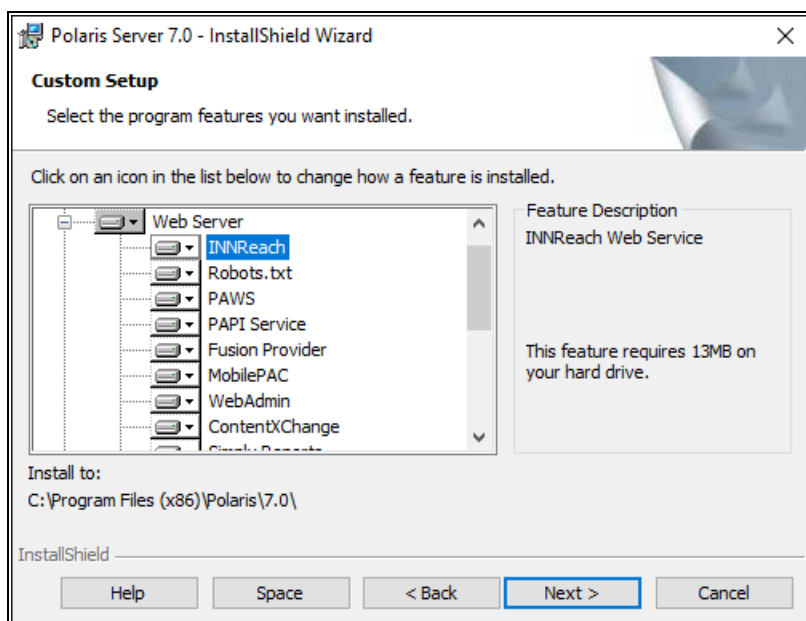 Polaris Server 7.0 - InstallShield Wizard
Custom Setup
Select the program features you want installed.
Click on an icon in the list below to change how a feature is installed.
Web Server
INNReach
Robots.txt
PAWS
PAPI Service
Fusion Provider
MobilePAC
WebAdmin
ContentXChange
Simply Reports
Feature Description
INNReach Web Service
This feature requires 13MB on
your hard drive.
Install to:
C:\Program Files (x86)\Polaris\7.0\
InstallShield
Help
Space
< Back
Next >
Cancel